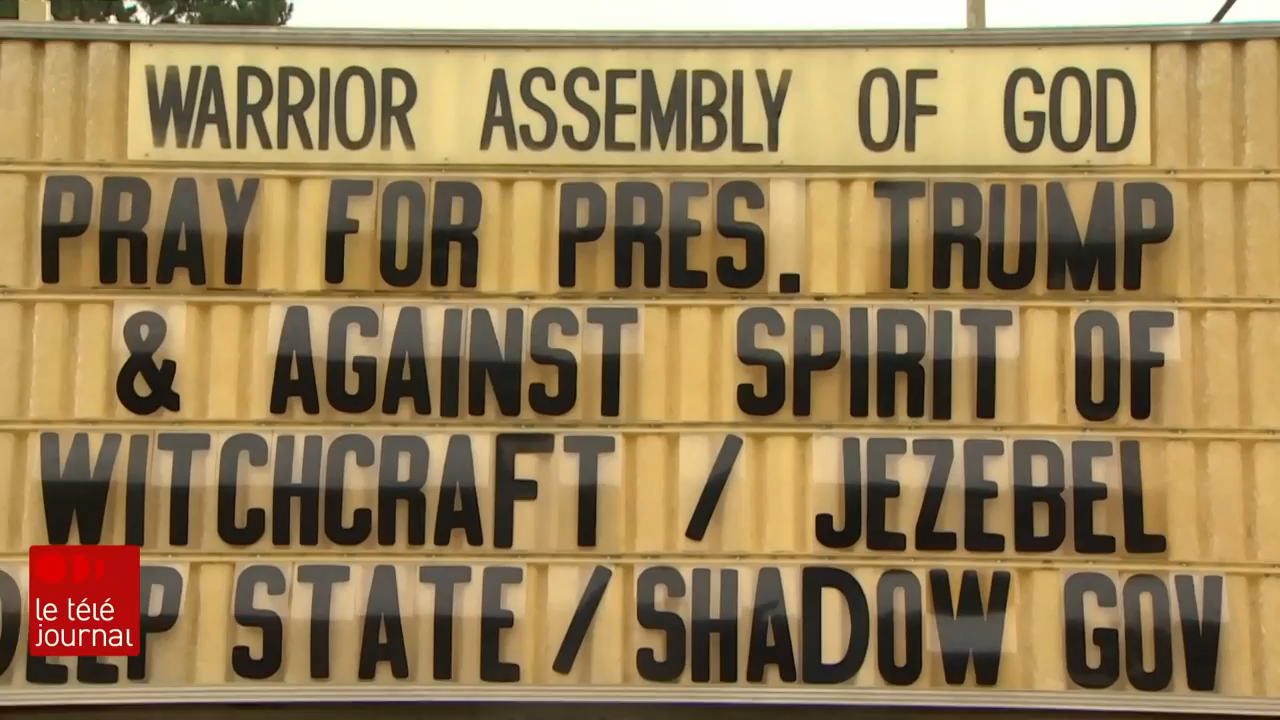 WARRIOR ASSEMBLY OF GOD
PRAY FOR PRES. TRUMP
& AGAINST SPIRIT OF
WITCHCRAFT / JEZEBEL
DEEP STATE / SHADOW GOV
le télé
journal